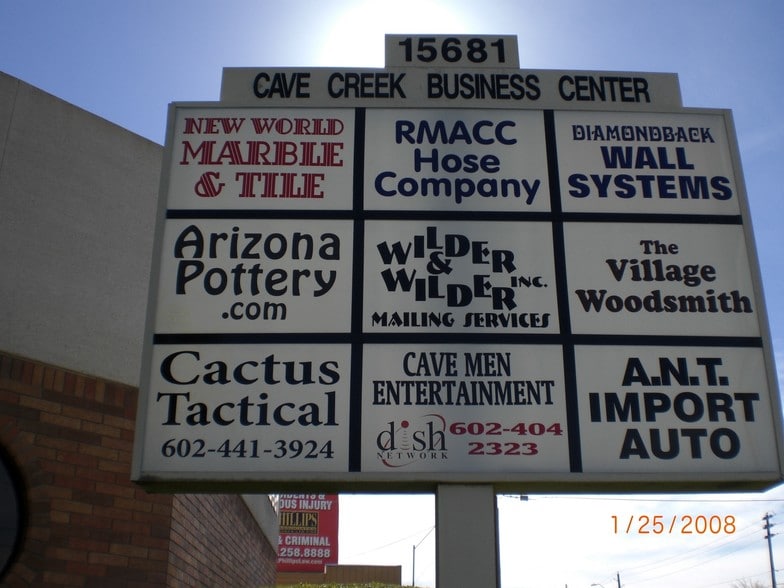 15681
CAVE CREEK BUSINESS CENTER
NEW WORLD
MARBLE
& TILE
RMACC
Hose
Company
DIAMONDBACK
WALL
SYSTEMS
Arizona
Pottery
.com
WILDER
&
WILDER INC.
MAILING SERVICES
The
Village
Woodsmith
Cactus
Tactical
602-441-3924
CAVE MEN
ENTERTAINMENT
dish
NETWORK
602-404
2323
A.N.T.
IMPORT
AUTO
INJURY
& CRIMINAL
.258.8888
1/25/2008